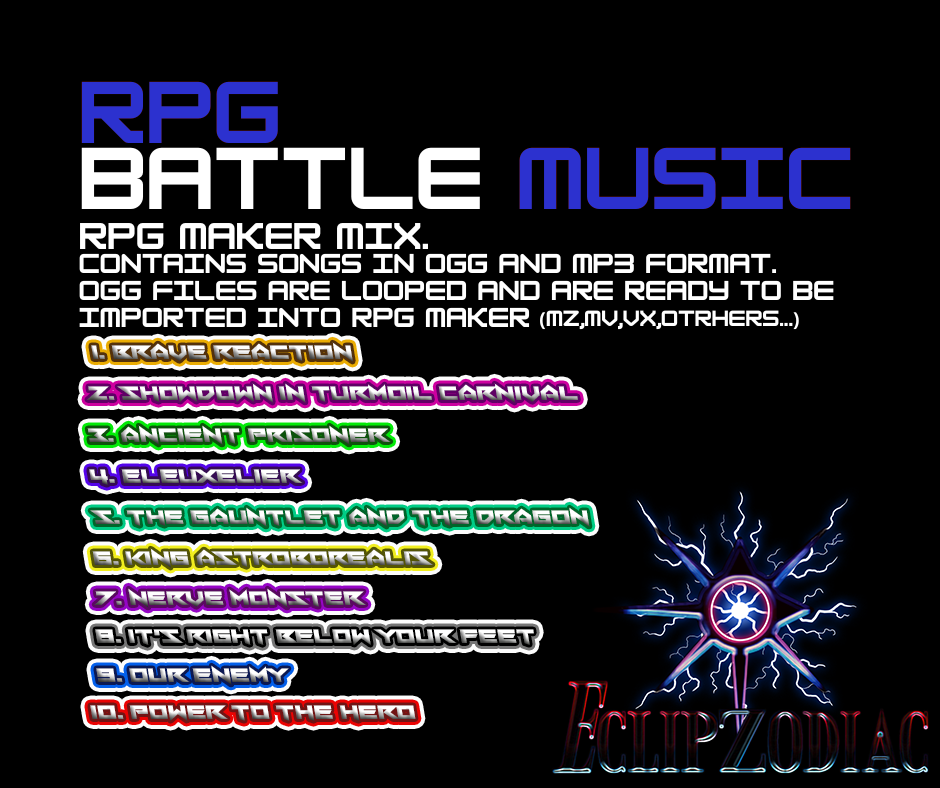 RPG
BATTLE MUSIC
RPG MAKER MIX.
CONTAINS SONGS IN OGG AND MP3 FORMAT.
OGG FILES ARE LOOPED AND ARE READY TO BE
IMPORTED INTO RPG MAKER (MZ,MV,VX,OTRHERS...)
1. BRAVE REACTION
2. SHOWDOWN IN TURMOIL CARNIVAL
3. ANCIENT PRISONER
4. ELEUXELIER
5. THE GAUNTLET AND THE DRAGON
6. KING ASTROBOREALIS
7. NERVE MONSTER
8. IT'S RIGHT BELOW YOUR FEET
9. OUR ENEMY
10. POWER TO THE HERO
ECLIPZODIAC